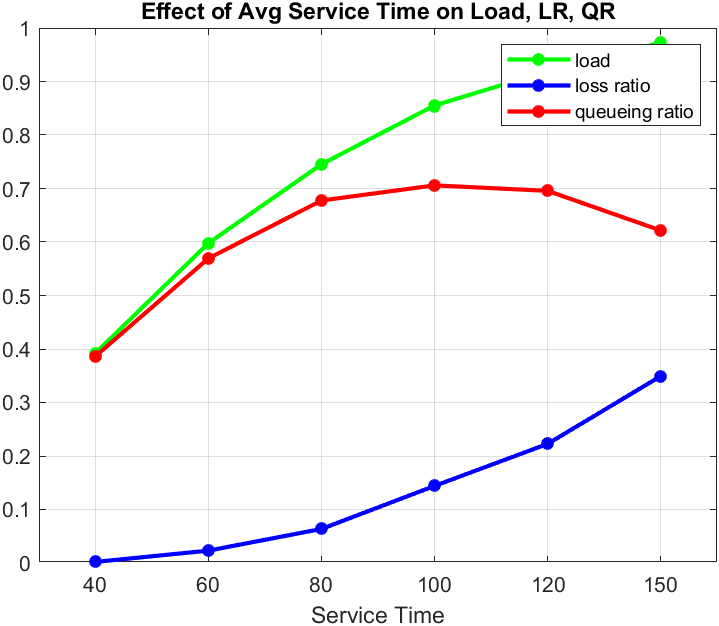 Effect of Avg Service Time on Load, LR, QR
1
0.9
0.8
0.7
0.6
0.5
0.4
0.3
0.2
0.1
0
load
loss ratio
queueing ratio
40 60 80 100 120 150
Service Time